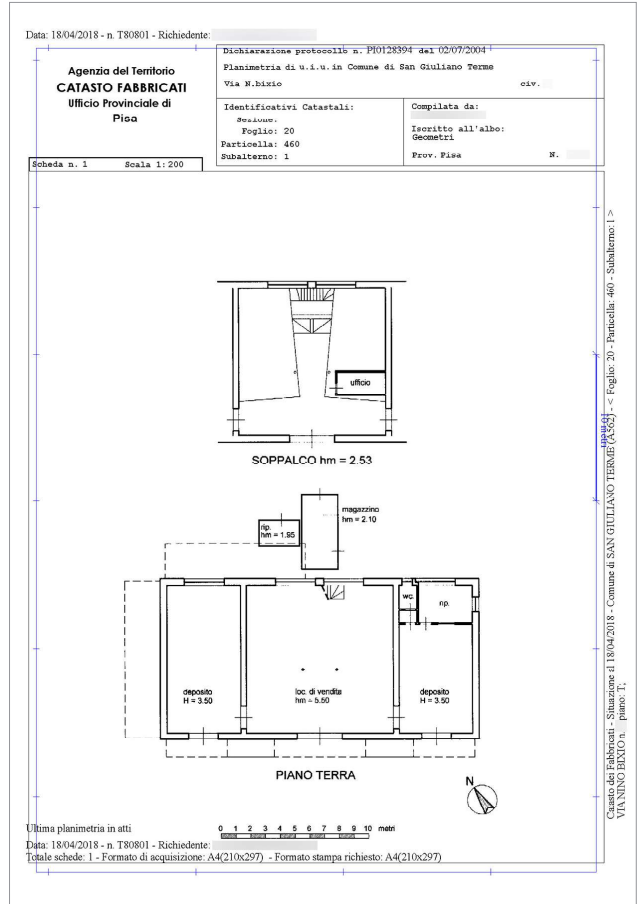 Data: 18/04/2018 - n. T80801 - Richiedente:
Agenzia del Territorio
CATASTO FABBRICATI
Ufficio Provinciale di
Pisa
Dichiarazione protocollo n. PI0128394 del 02/07/2004
Planimetria di u.i.u.in Comune di San Giuliano Terme
Via N.bixio civ.
Identificativi Catastali:
Sezione:
Foglio: 20
Particella: 460
Subalterno: 1
Compilata da:
Iscritto all'albo:
Geometri
Prov. Pisa N.
Scheda n. 1 Scala 1:200
ufficio
SOPPALCO hm = 2.53
magazzino
hm = 2.10
rip.
hm = 1.95
wc.
rip.
deposito
H = 3.50
loc. di vendita
hm = 5.50
deposito
H = 3.50
PIANO TERRA
N
0 1 2 3 4 5 6 7 8 9 10 metri
Ultima planimetria in atti
Data: 18/04/2018 - n. T80801 - Richiedente:
Totale schede: 1 - Formato di acquisizione: A4(210x297) - Formato stampa richiesto: A4(210x297)
10 metri
Catasto dei Fabbricati - Situazione al 18/04/2018 - Comune di SAN GIULIANO TERME (A562) - < Foglio: 20 - Particella: 460 - Subalterno: 1 >
VIA NINO BIXIO n. piano: T;